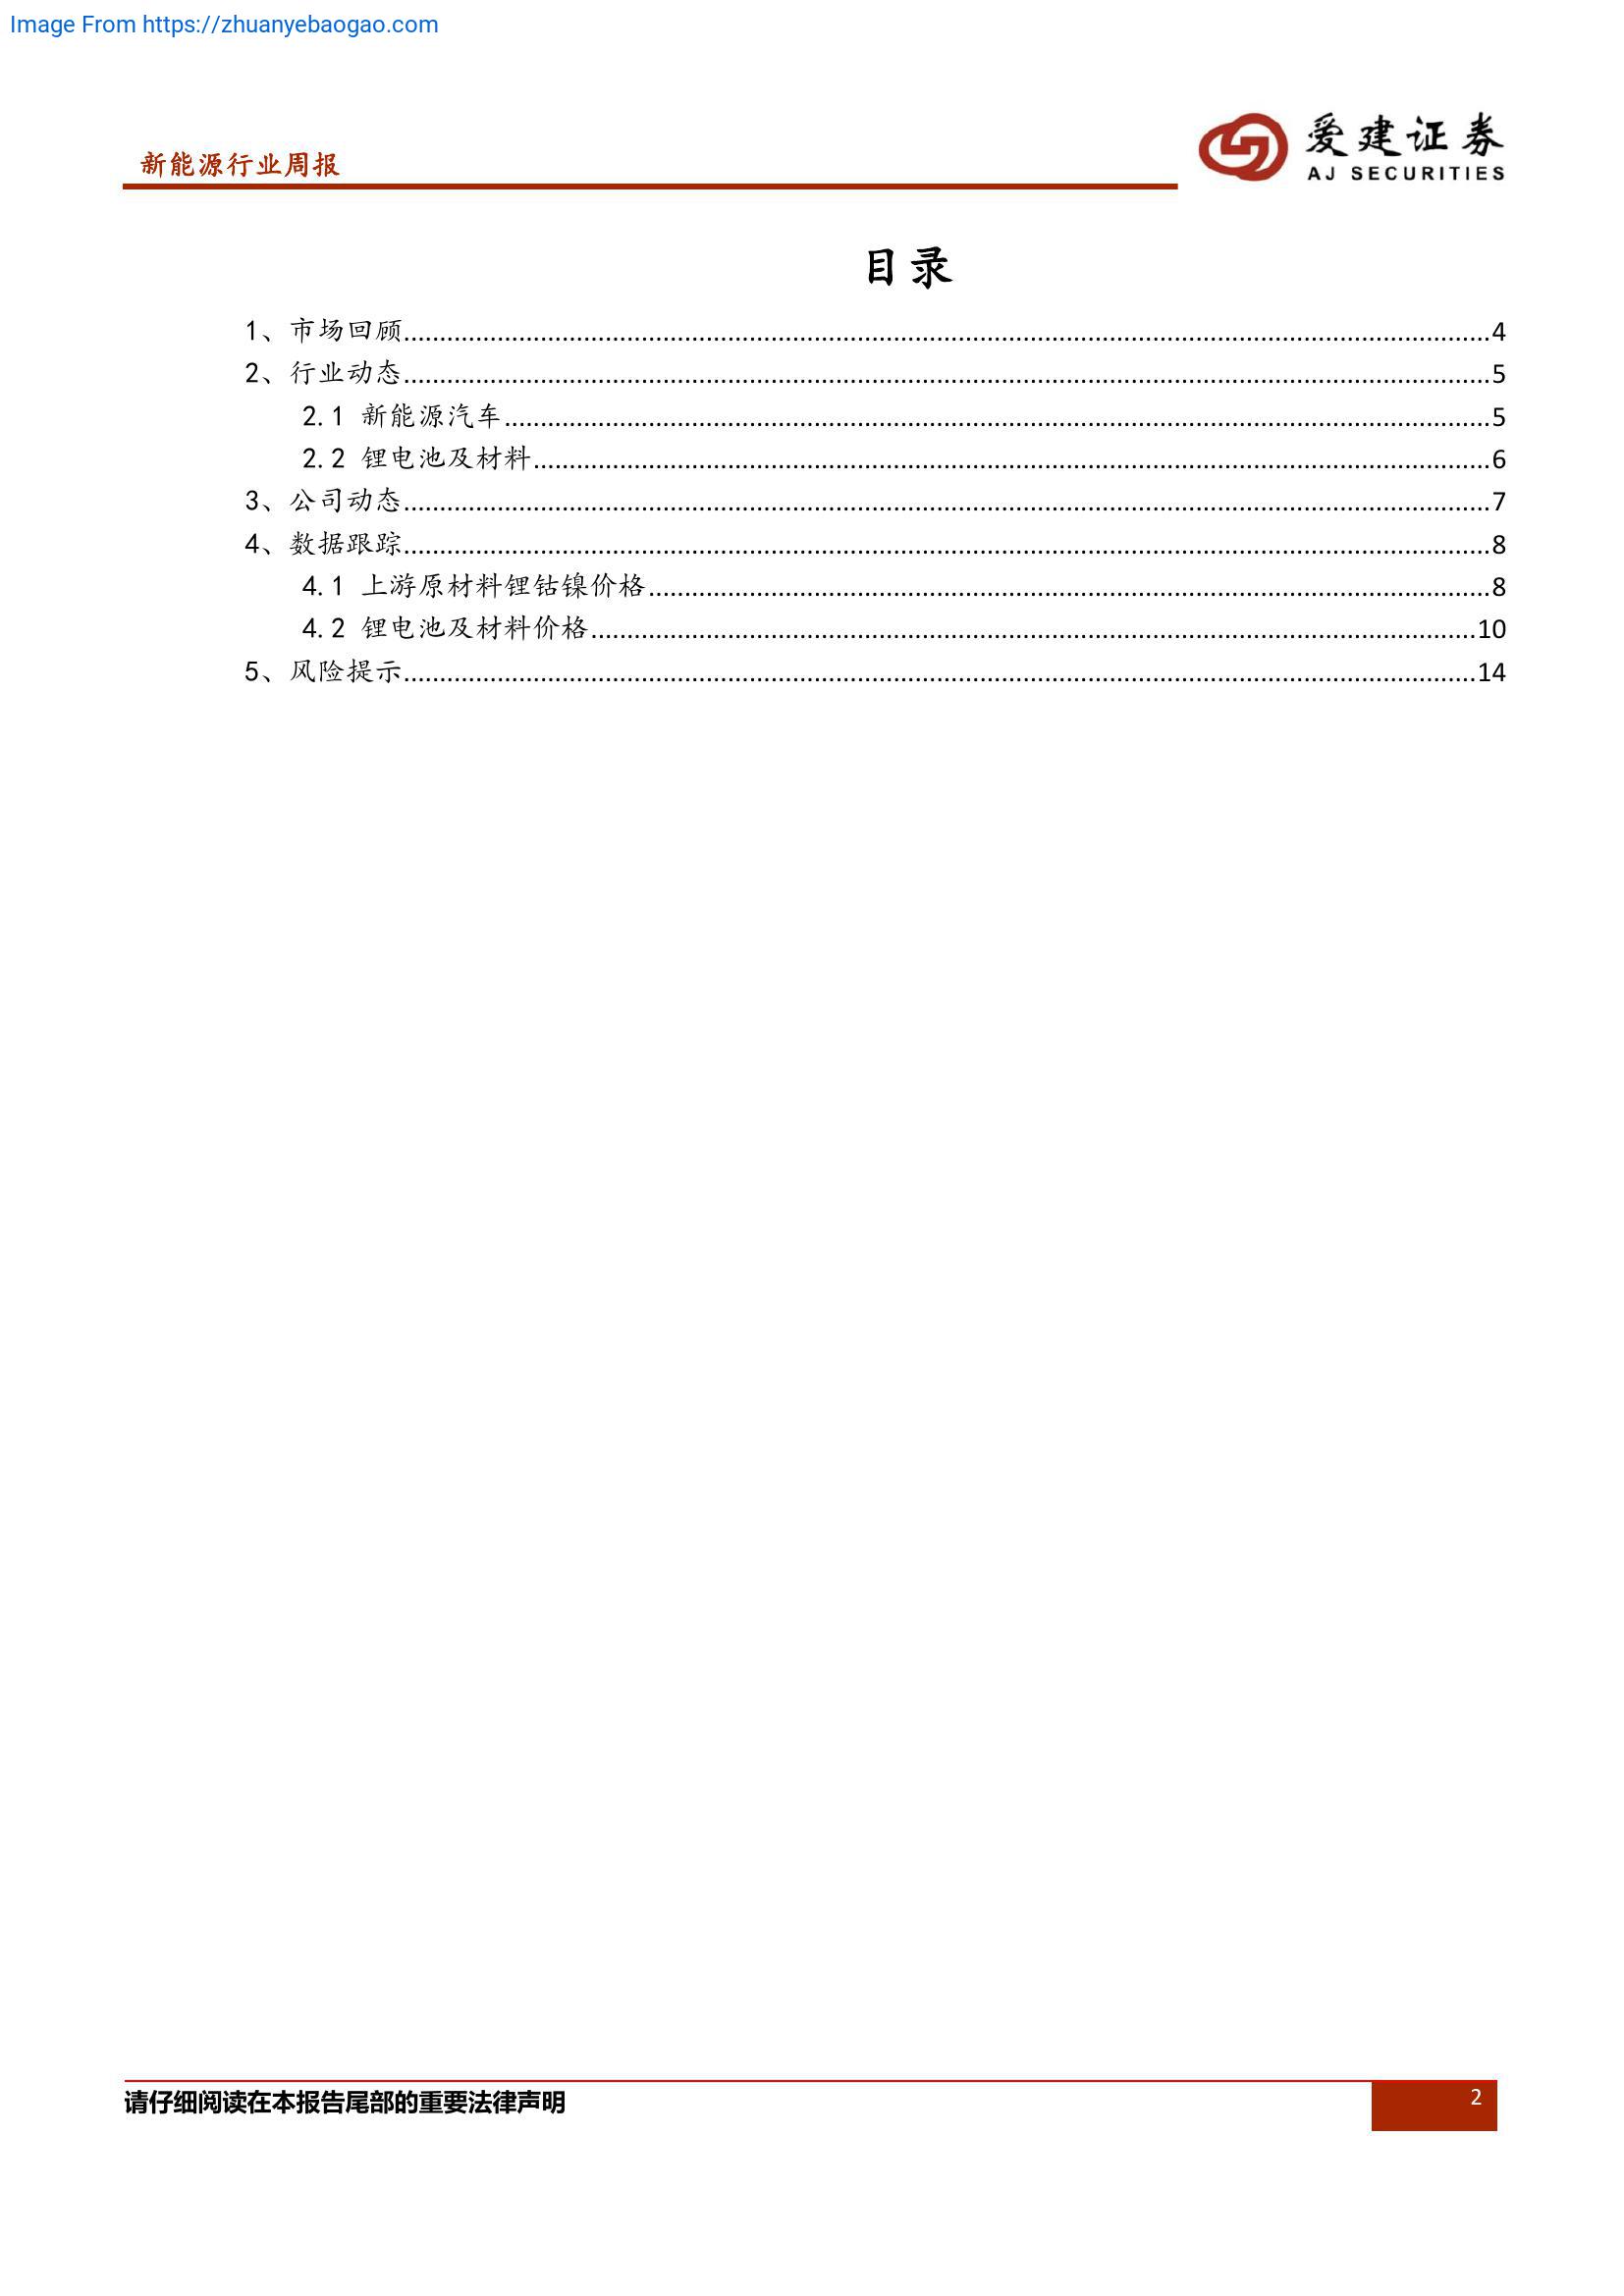 Image From https://zhuanyebaogao.com
新能源行业周报
爱建证券
AJ SECURITIES
目录
1、市场回顾........................................4
2、行业动态........................................5
2.1 新能源汽车........................................5
2.2 锂电池及材料........................................6
3、公司动态........................................7
4、数据跟踪........................................8
4.1 上游原材料锂钴镍价格........................................8
4.2 锂电池及材料价格........................................10
5、风险提示........................................14
请仔细阅读在本报告尾部的重要法律声明
2